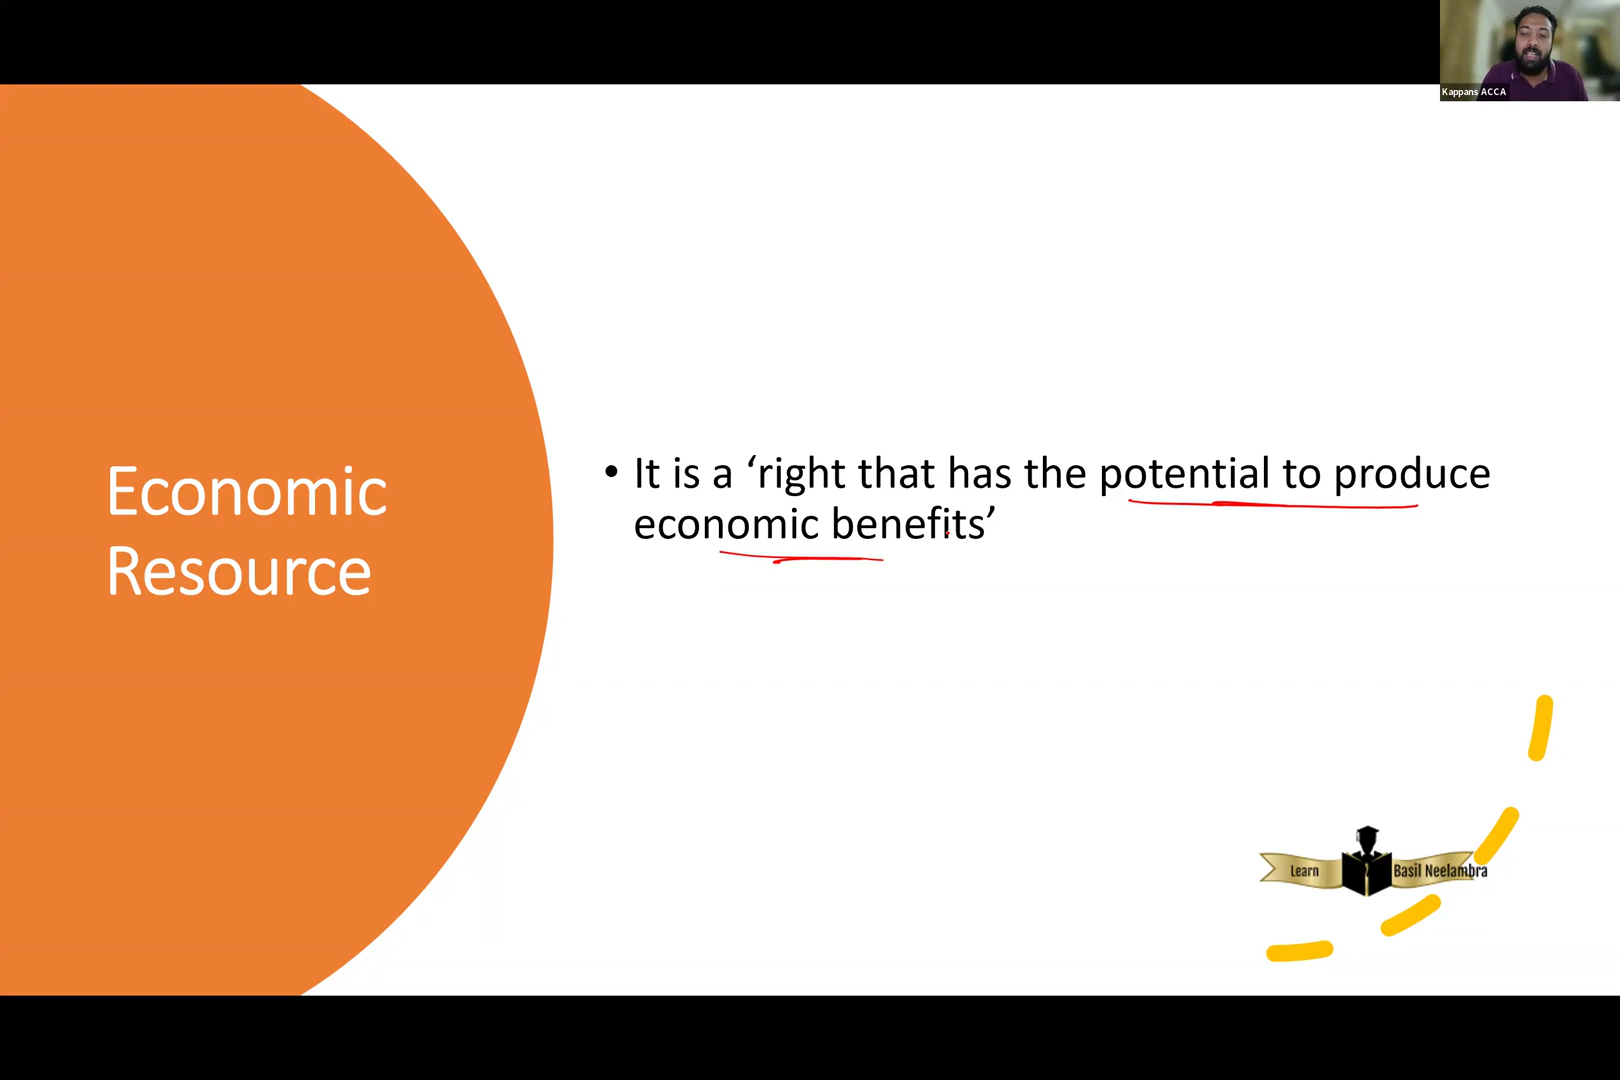 Kappans ACCA
Economic
Resource
• It is a ‘right that has the potential to produce
economic benefits’
Learn Basil Neelambra